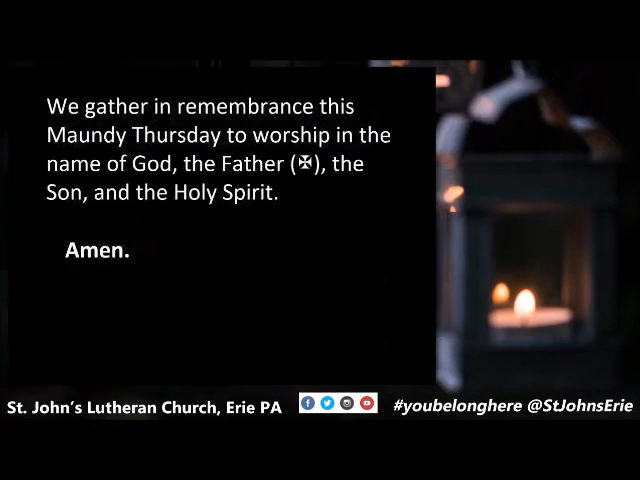 We gather in remembrance this
Maundy Thursday to worship in the
name of God, the Father (✠), the
Son, and the Holy Spirit.
Amen.
St. John’s Lutheran Church, Erie PA #youbelonghere @StJohnsErie